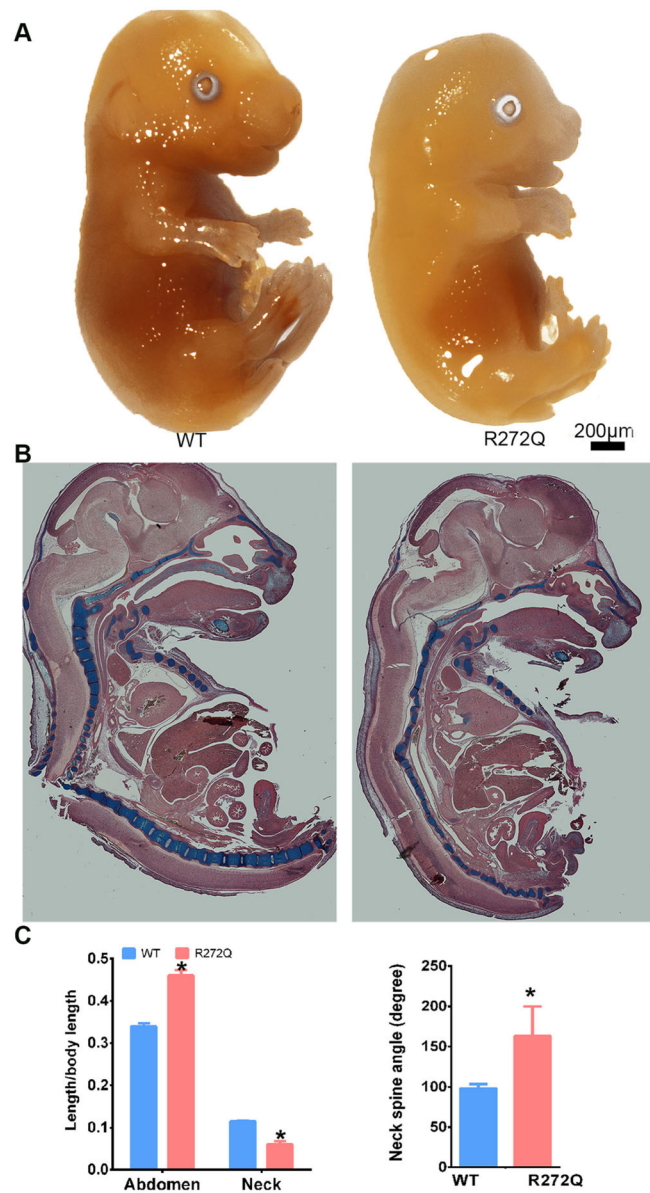 A
WT
R272Q
200μm
B
C
WT
R272Q
Length/body length
0.5
0.4
0.3
0.2
0.1
0.0
*
*
Abdomen
Neck
Neck spine angle (degree)
250
200
150
100
50
0
*
WT
R272Q